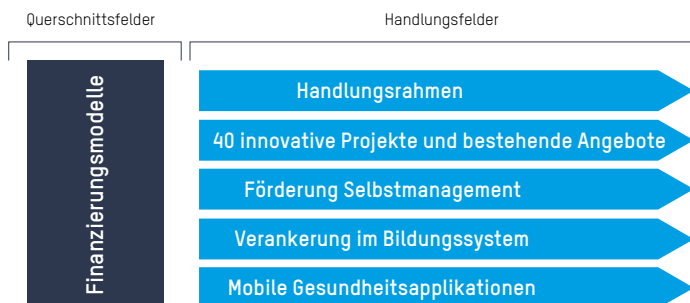 Querschnittsfelder
Handlungsfelder
Finanzierungsmodelle
Handlungsrahmen
40 innovative Projekte und bestehende Angebote
Förderung Selbstmanagement
Verankerung im Bildungssystem
Mobile Gesundheitsapplikationen